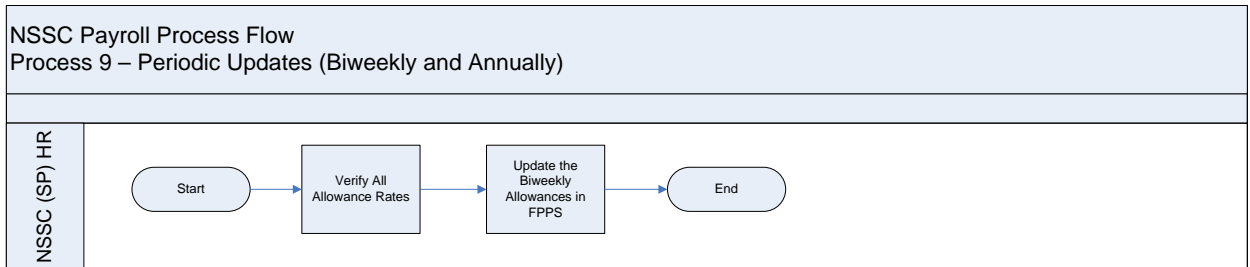 NSSC Payroll Process Flow
Process 9 – Periodic Updates (Biweekly and Annually)
NSSC (SP) HR
Start
Verify All
Allowance Rates
Update the
Biweekly
Allowances in
FPPS
End